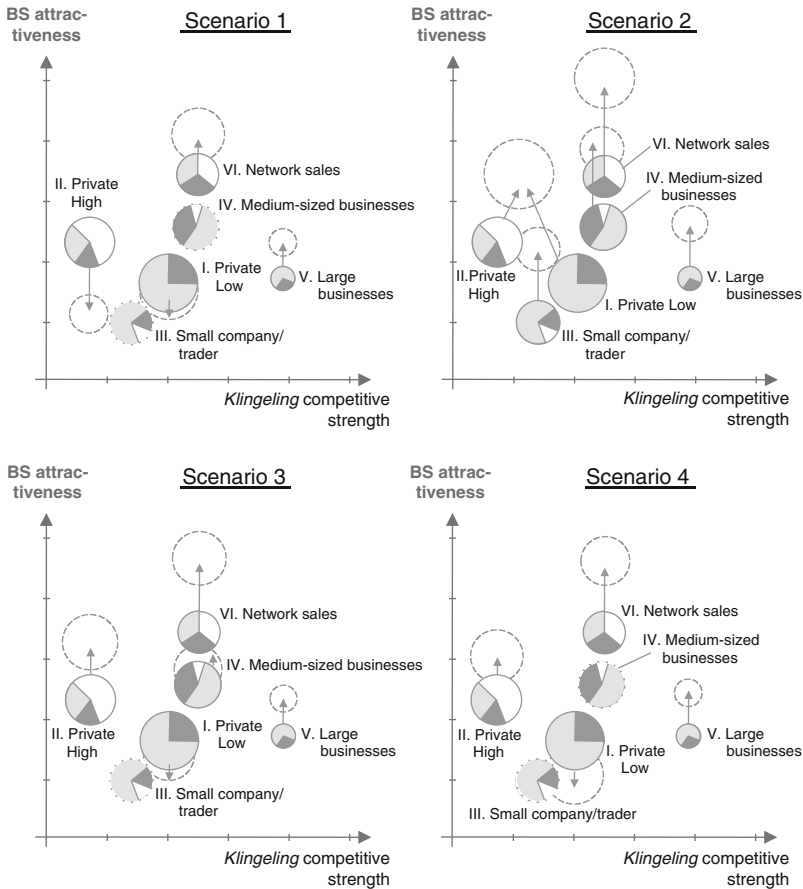 BS attrac-
tiveness
Scenario 1
VI. Network sales
II. Private
High
IV. Medium-sized businesses
I. Private
Low
V. Large
businesses
III. Small company/
trader
Klingeling competitive
strength
BS attrac-
tiveness
Scenario 2
VI. Network sales
IV. Medium-sized
businesses
II.Private
High
V. Large
businesses
I. Private Low
III. Small company/
trader
Klingeling competitive
strength
BS attrac-
tiveness
Scenario 3
VI. Network sales
IV. Medium-sized businesses
II. Private
High
I. Private
Low
V. Large
businesses
III. Small company/
trader
Klingeling competitive
strength
BS attrac-
tiveness
Scenario 4
VI. Network sales
IV. Medium-sized
businesses
II. Private
High
I. Private
Low
V. Large
businesses
III. Small company/trader
Klingeling competitive
strength